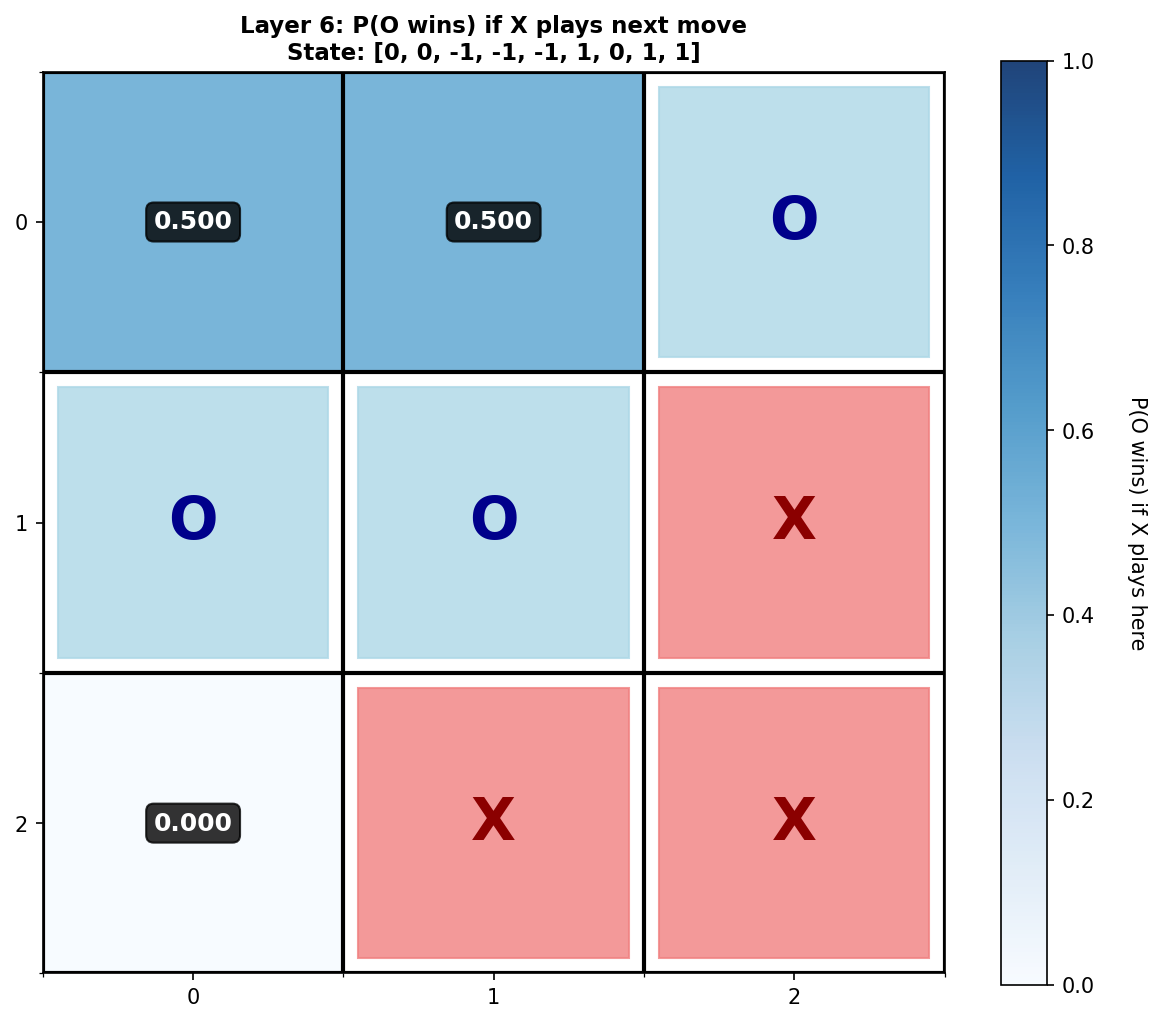 Layer 6: P(O wins) if X plays next move
State: [0, 0, -1, -1, -1, 1, 0, 1, 1]
0
0.500
0.500
O
1
O
O
X
2
0.000
X
X
0
1
2
1.0
0.8
0.6
0.4
0.2
0.0
P(O wins) if X plays here